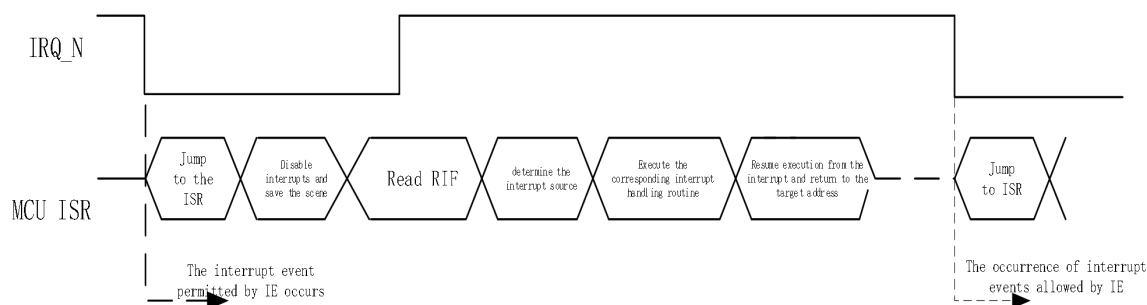 IRQ_N
MCU ISR
Jump
to the
ISR
Disable
interrupts and
save the scene
Read RIF
determine the
interrupt source
Execute the
corresponding interrupt
handling routine
Resume execution from the
interrupt and return to the
target address
Jump
to ISR
The interrupt event
permitted by IE occurs
The occurrence of interrupt
events allowed by IE